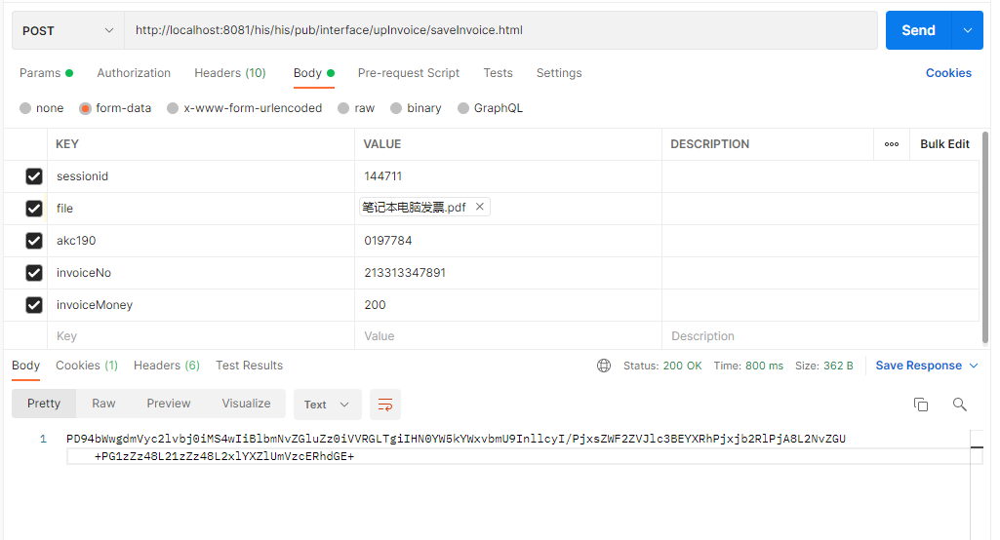 POST http://localhost:8081/his/his/pub/interface/upInvoice/saveInvoice.html Send
Params Authorization Headers (10) Body Pre-request Script Tests Settings Cookies
none form-data x-www-form-urlencoded raw binary GraphQL
KEY VALUE DESCRIPTION ooo Bulk Edit
sessionid 144711
file 笔记本电脑发票.pdf ×
akc190 0197784
invoiceNo 213313347891
invoiceMoney 200
Key Value Description
Body Cookies (1) Headers (6) Test Results Status: 200 OK Time: 800 ms Size: 362 B Save Response
Pretty Raw Preview Visualize Text
1 PD94bWwgdmVyc2lvbj0iMS4wIiBlbmNvZGluZz0iVVRGLTgiIHN0YW5kYWxvbmU9InllcyI/PjxsZWF2ZVJlc3BEYXRhPjxjb2RlPjA8L2NvZGU
+PG1zZz48L21zZz48L2xlYXZlUmVzcERhdGE+